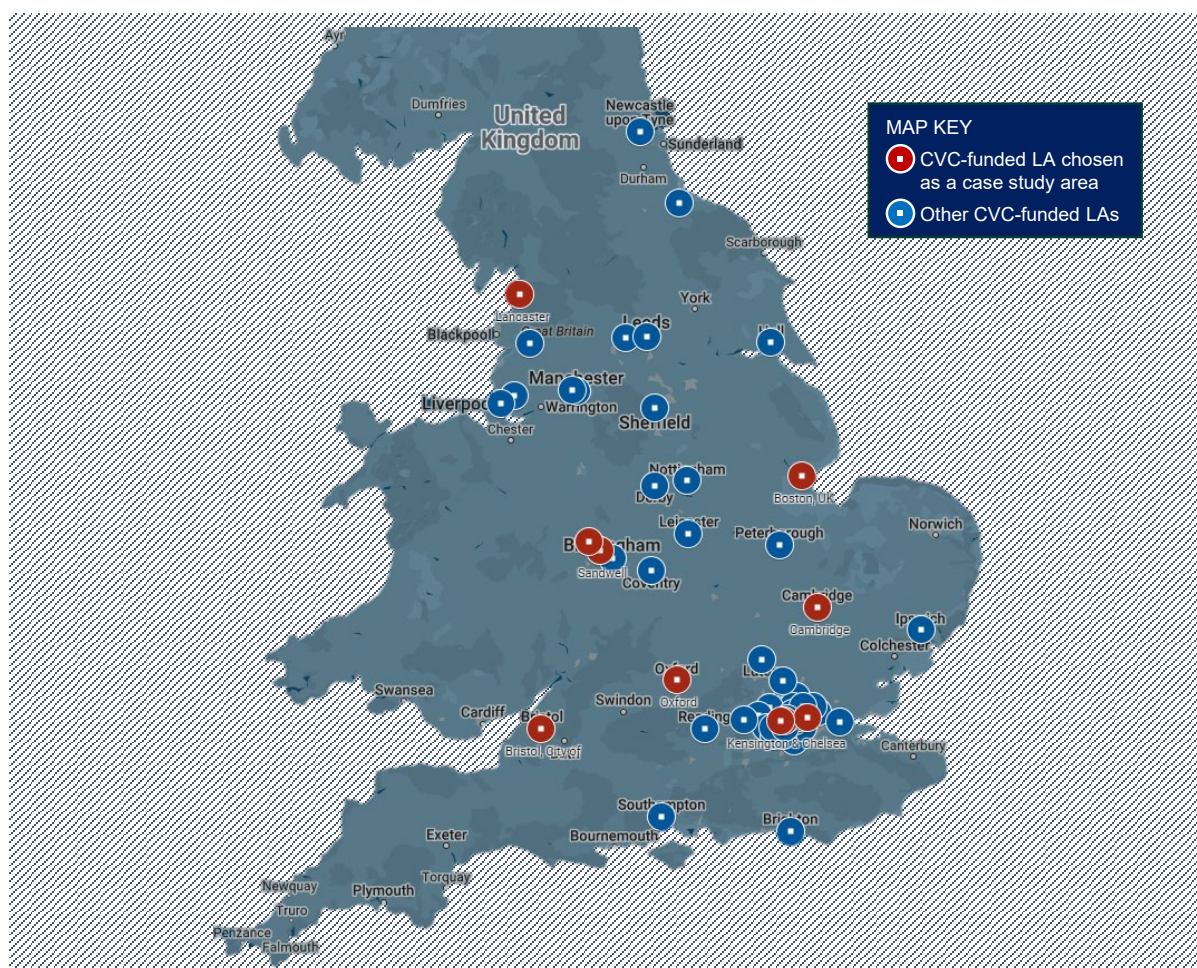 Ayr
Dumfries
United
Kingdom
Newcastle
upon Tyne
Sunderland
Durham
MAP KEY
CVC-funded LA chosen
as a case study area
Other CVC-funded LAs
Scarborough
Lancaster
York
Blackpool
Great Britain
Leeds
Hull
Manchester
Liverpool
Warrington
Sheffield
Chester
Nottingham
Derby
Boston, UK
Leicester
Peterborough
Norwich
Birmingham
Sandwell
Coventry
Cambridge
Cambridge
Ipswich
Colchester
Oxford
Luton
Oxford
Swansea
Swindon
Cardiff
Bristol
Reading
Kensington & Chelsea
Bristol, City of
Canterbury
Southampton
Brighton
Bournemouth
Exeter
Torquay
Newquay
Plymouth
Truro
Penzance
Falmouth